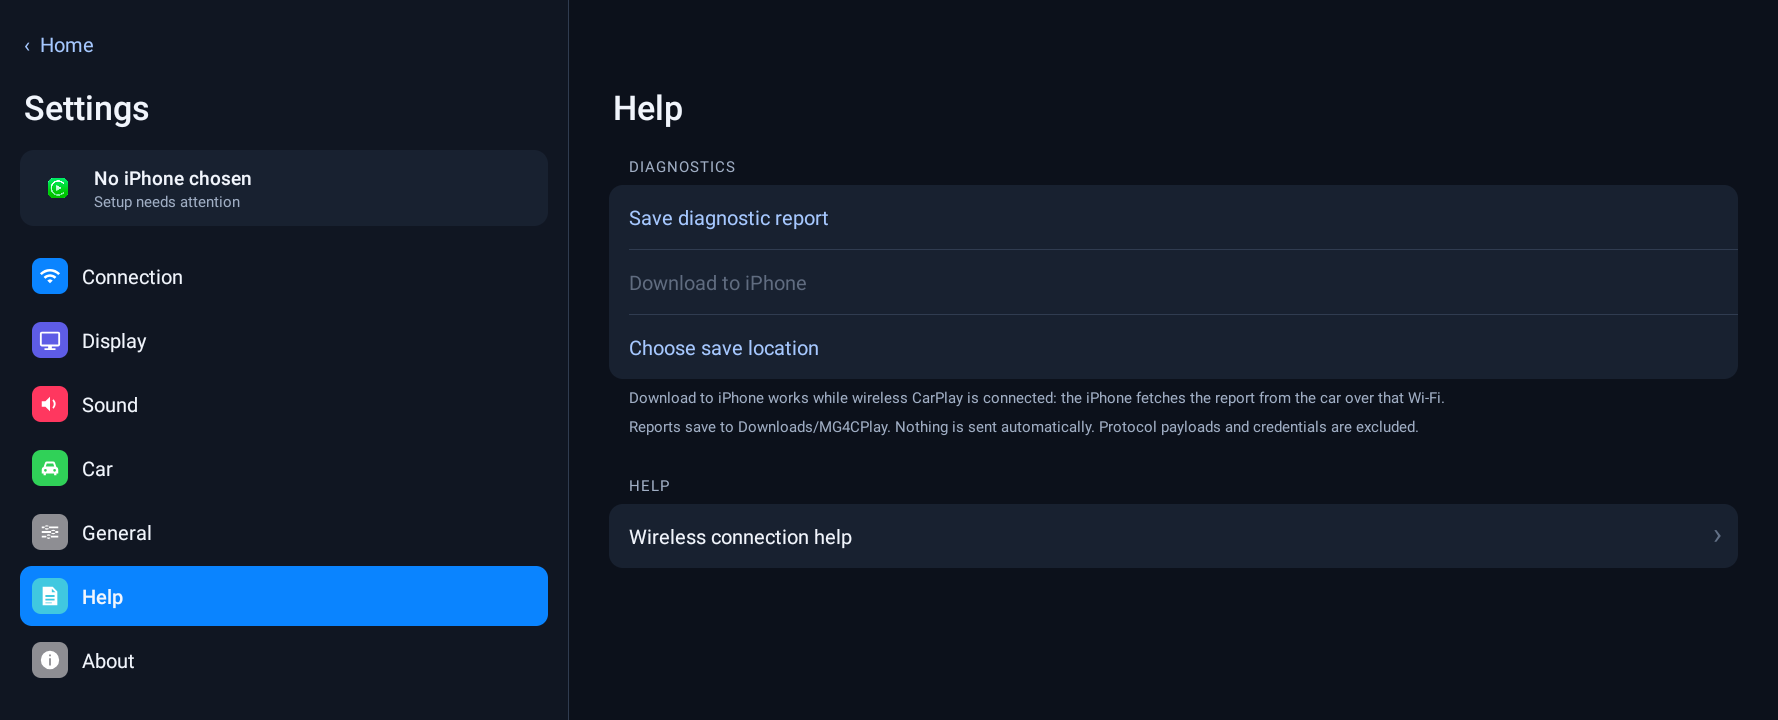 ‹ Home
Settings
No iPhone chosen
Setup needs attention
Connection
Display
Sound
Car
General
Help
About
Help
DIAGNOSTICS
Save diagnostic report
Download to iPhone
Choose save location
Download to iPhone works while wireless CarPlay is connected: the iPhone fetches the report from the car over that Wi-Fi.
Reports save to Downloads/MG4CPlay. Nothing is sent automatically. Protocol payloads and credentials are excluded.
HELP
Wireless connection help